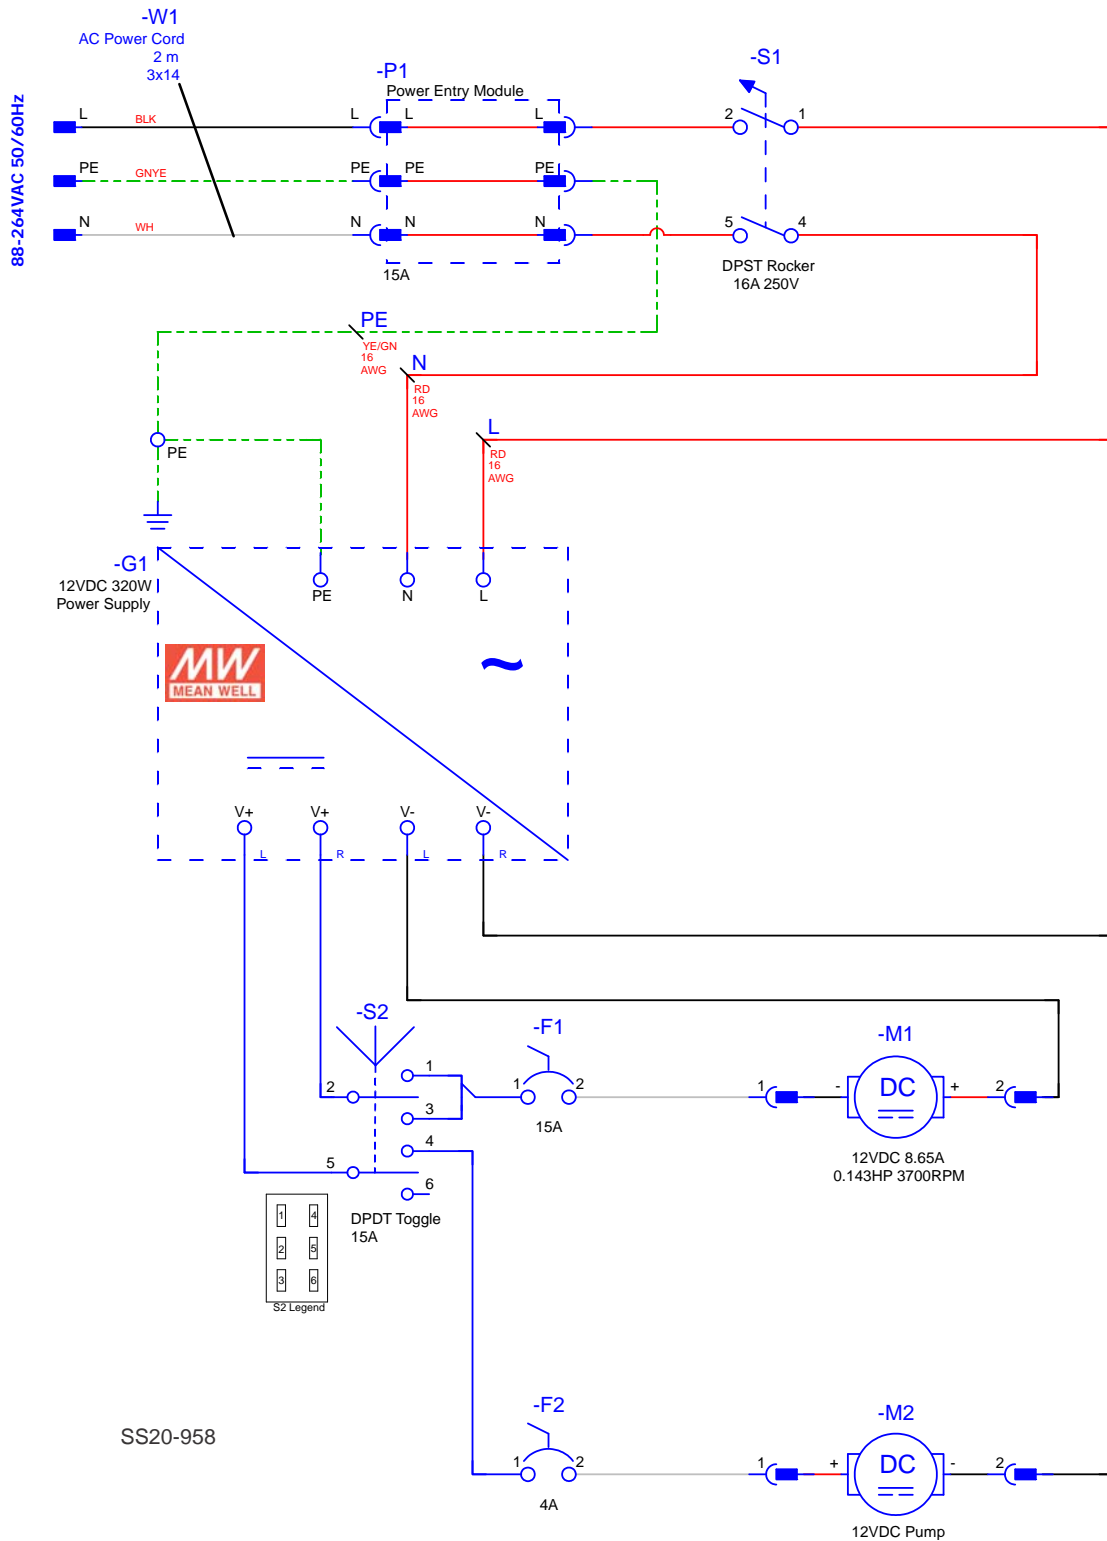 -W1
AC Power Cord
2 m
3x14
88-264VAC 50/60Hz
-P1
Power Entry Module
-S1
L BLK L L L 2 1
PE GNYE PE PE PE
N WH N N N 5 4
15A
DPST Rocker
16A 250V
PE
YE/GN
16
AWG
N
RD
16
AWG
L
RD
16
AWG
PE
-G1
12VDC 320W
Power Supply
PE N L
MW
MEAN WELL
~
V+ V+ V- V-
L R L R
-S2
-F1
-M1
1
2
3
4
5
6
1 2
15A
1 - DC + 2
12VDC 8.65A
0.143HP 3700RPM
DPDT Toggle
15A
1 4
2 5
3 6
S2 Legend
SS20-958
-F2
-M2
1 2
4A
1 + DC - 2
12VDC Pump